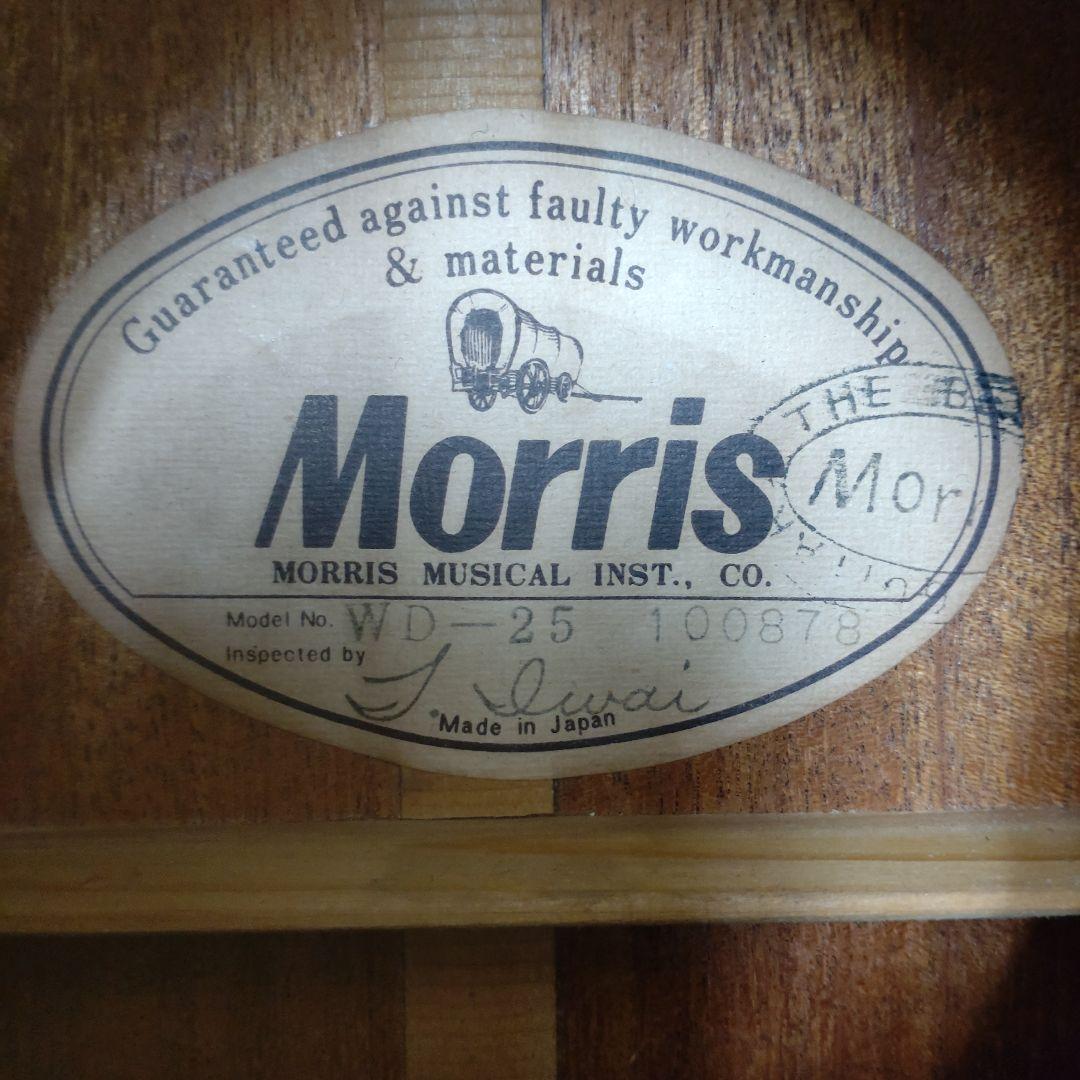 Guaranteed against faulty workmanship
& materials
Morris
THE
Mor
MORRIS MUSICAL INST., CO.
Model No. WD-25 100878
Inspected by
T. Iwai
Made in Japan